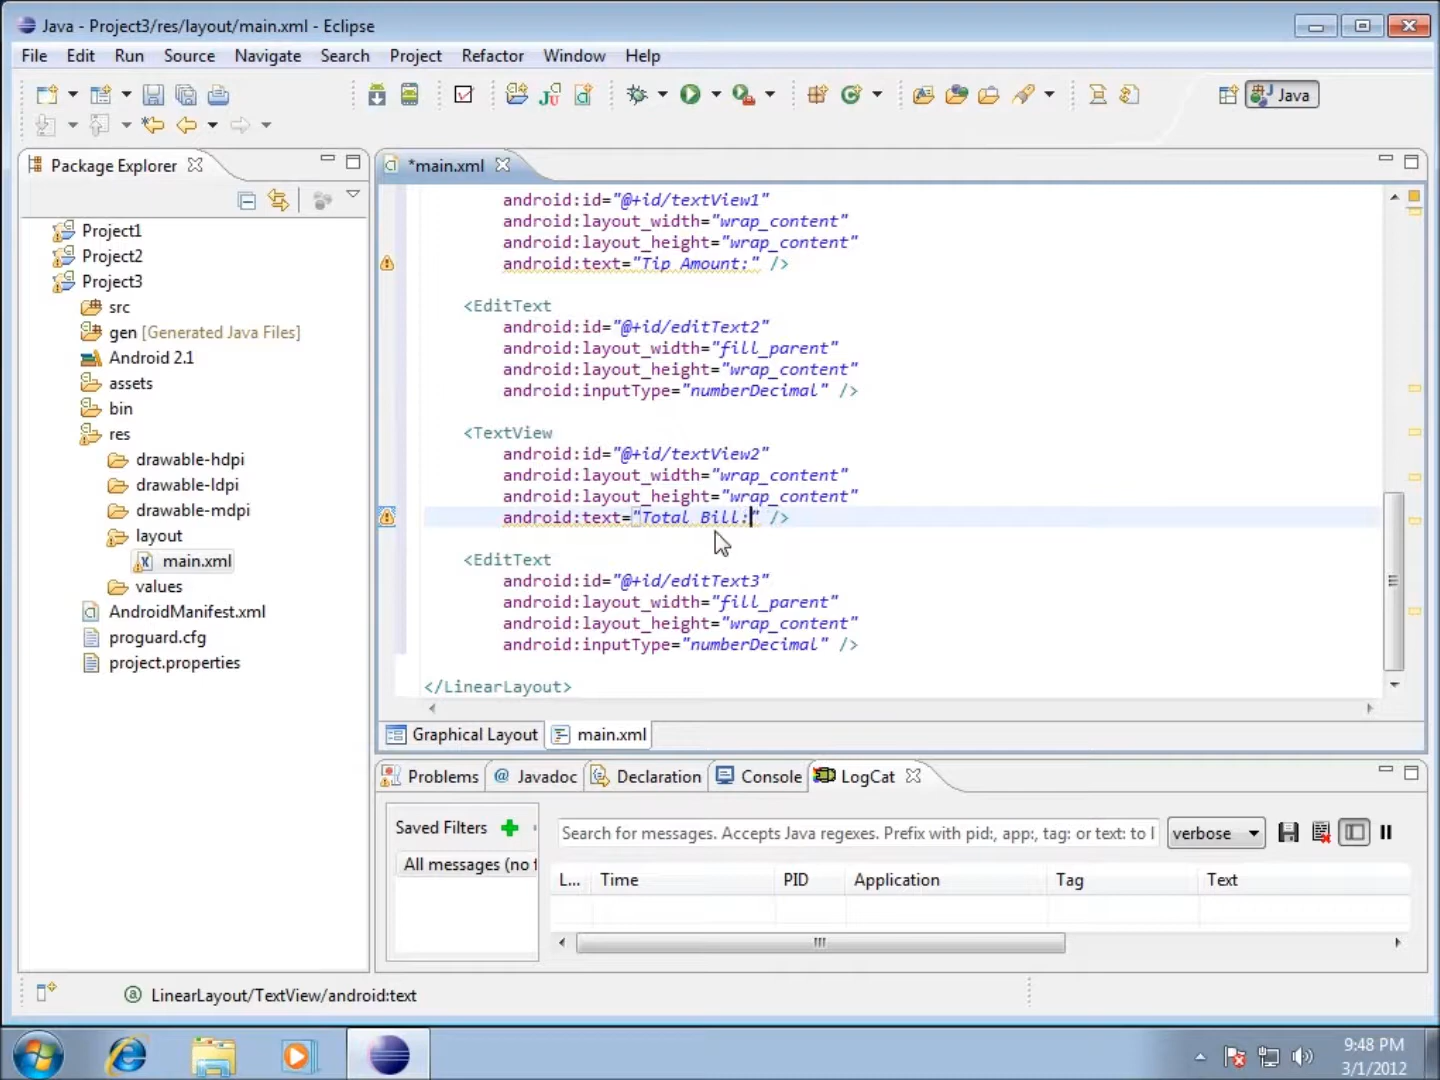 Java - Project3/res/layout/main.xml - Eclipse
File Edit Run Source Navigate Search Project Refactor Window Help
Java
Package Explorer
*main.xml
Project1
Project2
Project3
src
gen [Generated Java Files]
Android 2.1
assets
bin
res
drawable-hdpi
drawable-ldpi
drawable-mdpi
layout
main.xml
values
AndroidManifest.xml
proguard.cfg
project.properties
android:id="@+id/textView1"
android:layout_width="wrap_content"
android:layout_height="wrap_content"
android:text="Tip Amount:" />
<EditText
android:id="@+id/editText2"
android:layout_width="fill_parent"
android:layout_height="wrap_content"
android:inputType="numberDecimal" />
<TextView
android:id="@+id/textView2"
android:layout_width="wrap_content"
android:layout_height="wrap_content"
android:text="Total Bill:" />
<EditText
android:id="@+id/editText3"
android:layout_width="fill_parent"
android:layout_height="wrap_content"
android:inputType="numberDecimal" />
</LinearLayout>
Graphical Layout main.xml
Problems @ Javadoc Declaration Console LogCat
Saved Filters
All messages (no f
Search for messages. Accepts Java regexes. Prefix with pid:, app:, tag: or text: to l
verbose
L... Time PID Application Tag Text
LinearLayout/TextView/android:text
9:48 PM
3/1/2012